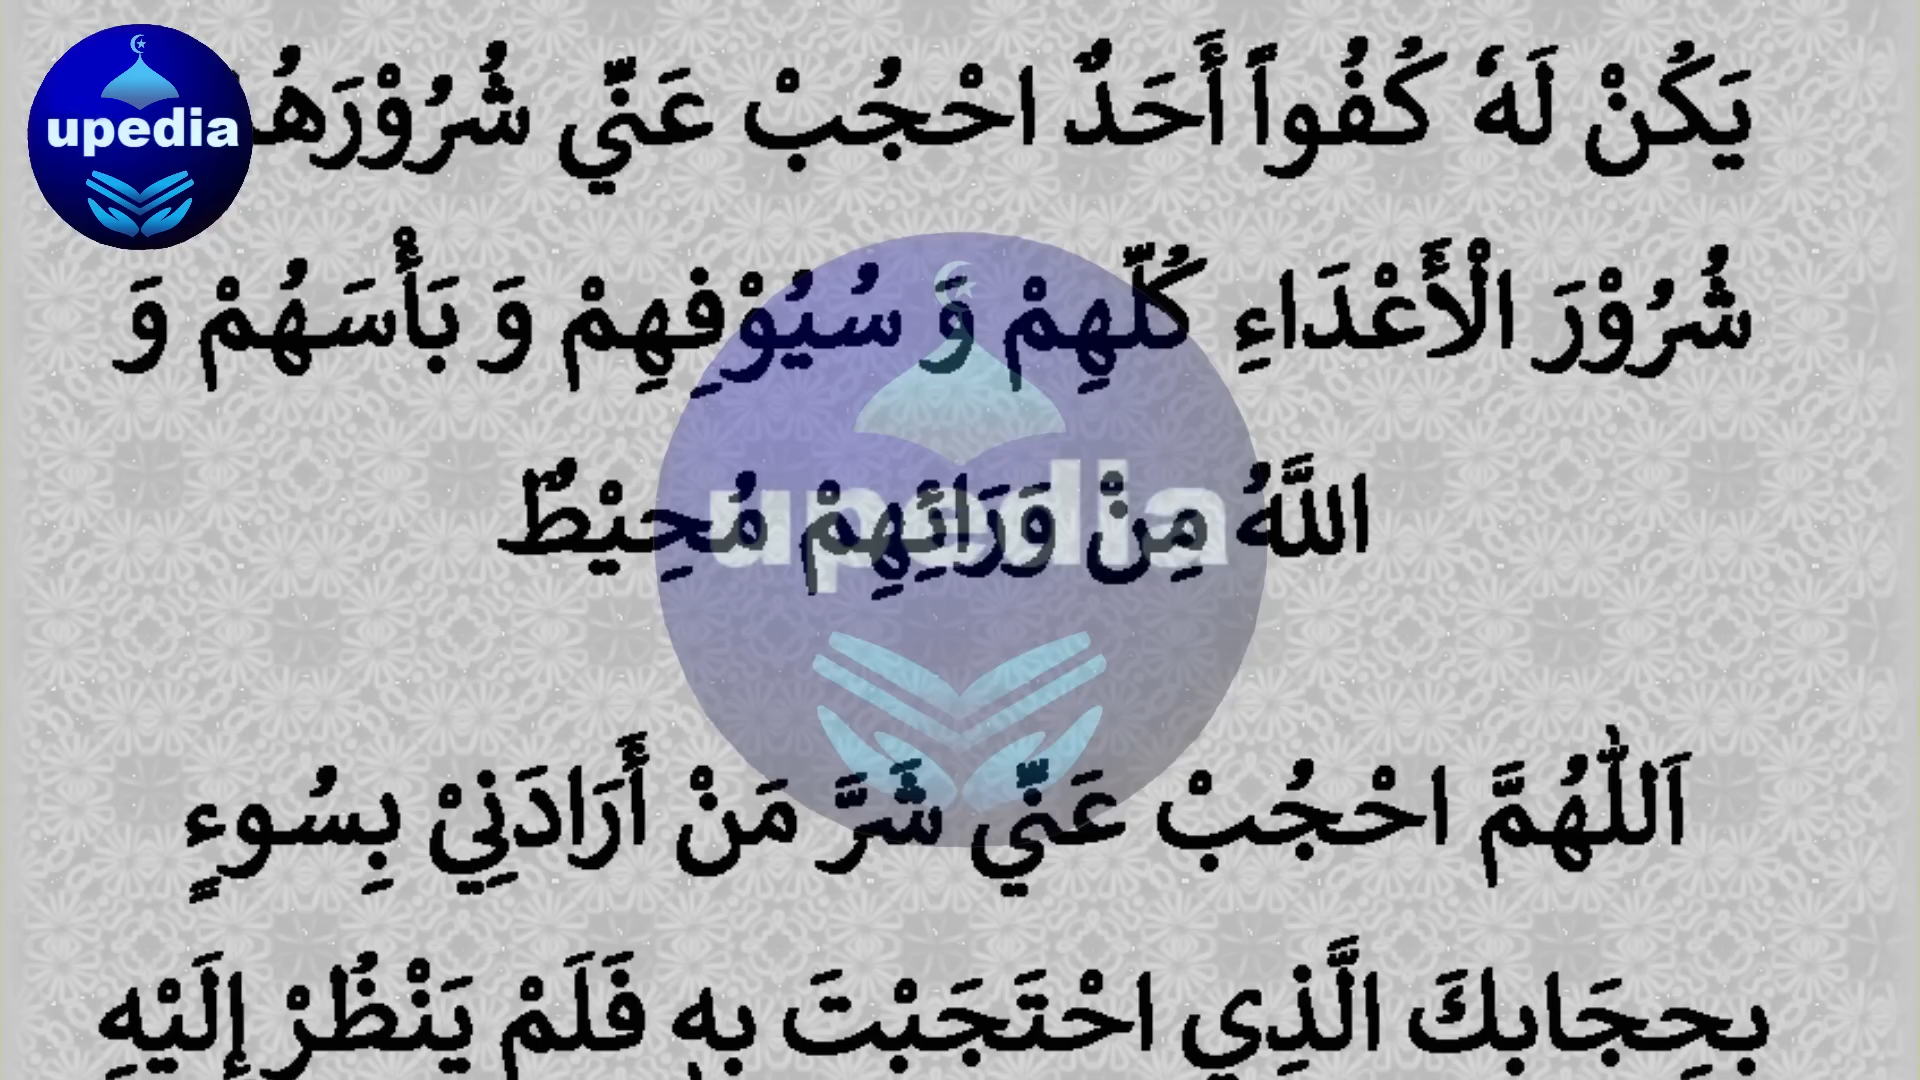 upedia
يَكُنْ لَهٗ كُفُواً أَحَدٌ احْجُبْ عَنِّي
شُرُوْرَ الْأَعْدَاءِ كُلِّهِمْ وَ سُيُوْفِهِمْ وَ بَأْسَهُمْ وَ
اللَّهُ مِنْ وَرَائِهِمْ مُحِيْطٌ
upedia
اَللّٰهُمَّ احْجُبْ عَنِّي شَرَّ مَنْ أَرَادَنِيْ بِسُوءٍ
بِحِجَابِكَ الَّذِي احْتَجَبْتَ بِهِ فَلَمْ يَنْظُرْ إِلَيْهِ